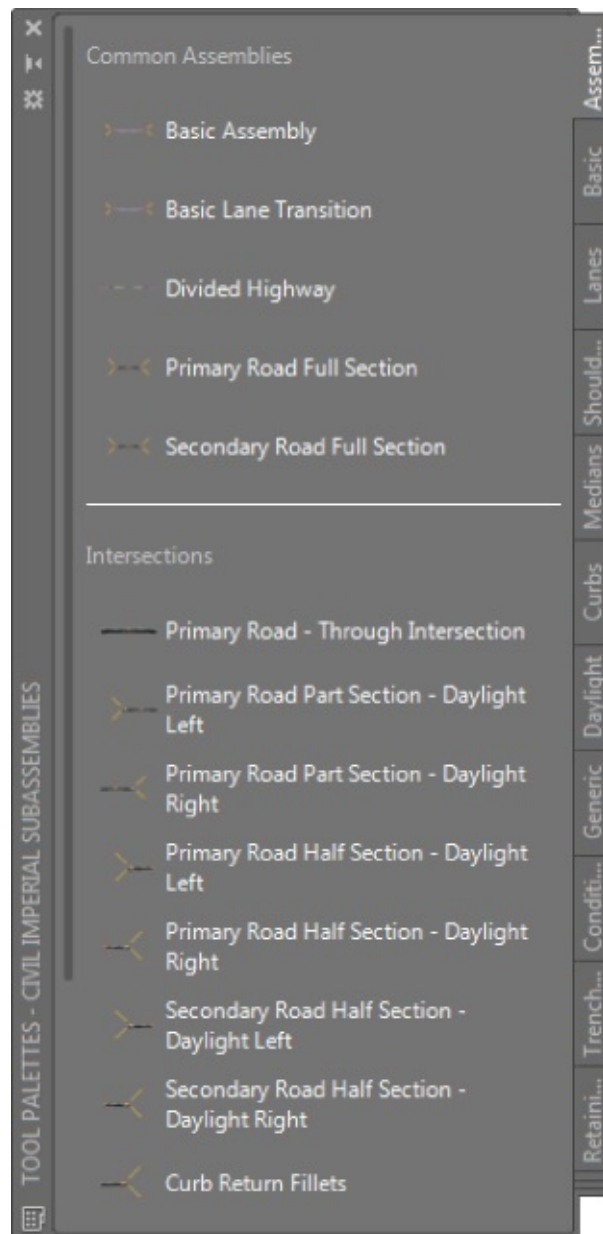 Common Assemblies
Basic Assembly
Basic Lane Transition
Divided Highway
Primary Road Full Section
Secondary Road Full Section
Intersections
Primary Road - Through Intersection
Primary Road Part Section - Daylight
Left
Primary Road Part Section - Daylight
Right
Primary Road Half Section - Daylight
Left
Primary Road Half Section - Daylight
Right
Secondary Road Half Section -
Daylight Left
Secondary Road Half Section -
Daylight Right
Curb Return Fillets
TOOL PALETTES - CIVIL IMPERIAL SUBASSEMBLIES
Assem...
Basic
Lanes
Should...
Medians
Curbs
Daylight
Generic
Conditi...
Trench...
Retaini...